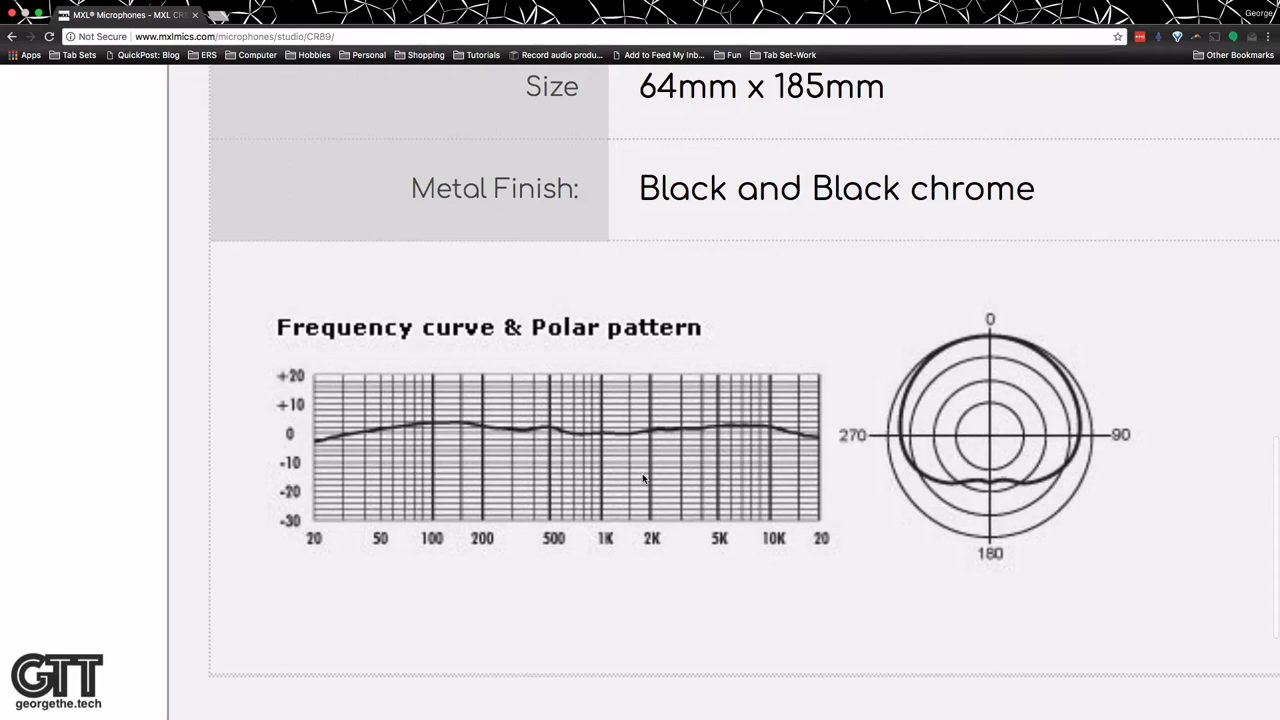 George
MXL® Microphones - MXL CR8
Not Secure www.mxlmics.com/microphones/studio/CR89/
Apps Tab Sets QuickPost: Blog ERS Computer Hobbies Personal Shopping Tutorials Record audio produ... Add to Feed My Inb... Fun Tab Set-Work Other Bookmarks
Size 64mm x 185mm
Metal Finish: Black and Black chrome
Frequency curve & Polar pattern
+20
+10
0
-10
-20
-30
20 50 100 200 500 1K 2K 5K 10K 20
0
270 90
180
GTT
georgethe.tech